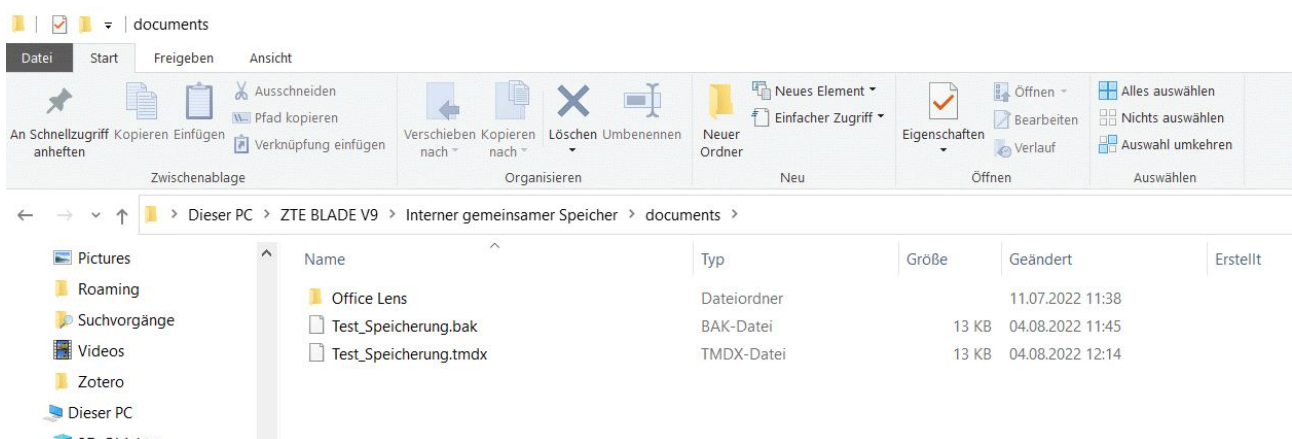 documents
Datei Start Freigeben Ansicht
An Schnellzugriff anheften
Kopieren
Einfügen
Ausschneiden
Pfad kopieren
Verknüpfung einfügen
Zwischenablage
Verschieben nach
Kopieren nach
Löschen
Umbenennen
Organisieren
Neuer Ordner
Neues Element
Einfacher Zugriff
Neu
Eigenschaften
Öffnen
Bearbeiten
Verlauf
Öffnen
Alles auswählen
Nichts auswählen
Auswahl umkehren
Auswählen
Dieser PC > ZTE BLADE V9 > Interner gemeinsamer Speicher > documents >
Pictures
Roaming
Suchvorgänge
Videos
Zotero
Dieser PC
Name Typ Größe Geändert Erstellt
Office Lens Dateiordner 11.07.2022 11:38
Test_Speicherung.bak BAK-Datei 13 KB 04.08.2022 11:45
Test_Speicherung.tmdx TMDX-Datei 13 KB 04.08.2022 12:14